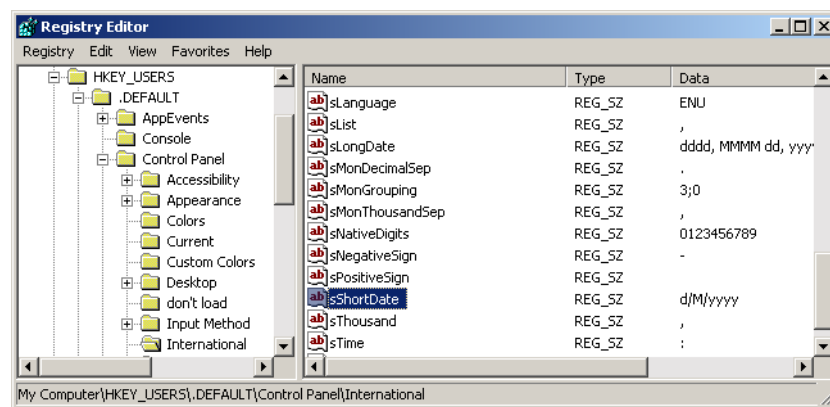 Registry Editor
Registry Edit View Favorites Help
HKEY_USERS
.DEFAULT
AppEvents
Console
Control Panel
Accessibility
Appearance
Colors
Current
Custom Colors
Desktop
don't load
Input Method
International
Name Type Data
sLanguage REG_SZ ENU
sList REG_SZ ,
sLongDate REG_SZ dddd, MMMM dd, yyy
sMonDecimalSep REG_SZ .
sMonGrouping REG_SZ 3;0
sMonThousandSep REG_SZ ,
sNativeDigits REG_SZ 0123456789
sNegativeSign REG_SZ -
sPositiveSign REG_SZ
sShortDate REG_SZ d/M/yyyy
sThousand REG_SZ ,
sTime REG_SZ :
My Computer\HKEY_USERS\.DEFAULT\Control Panel\International